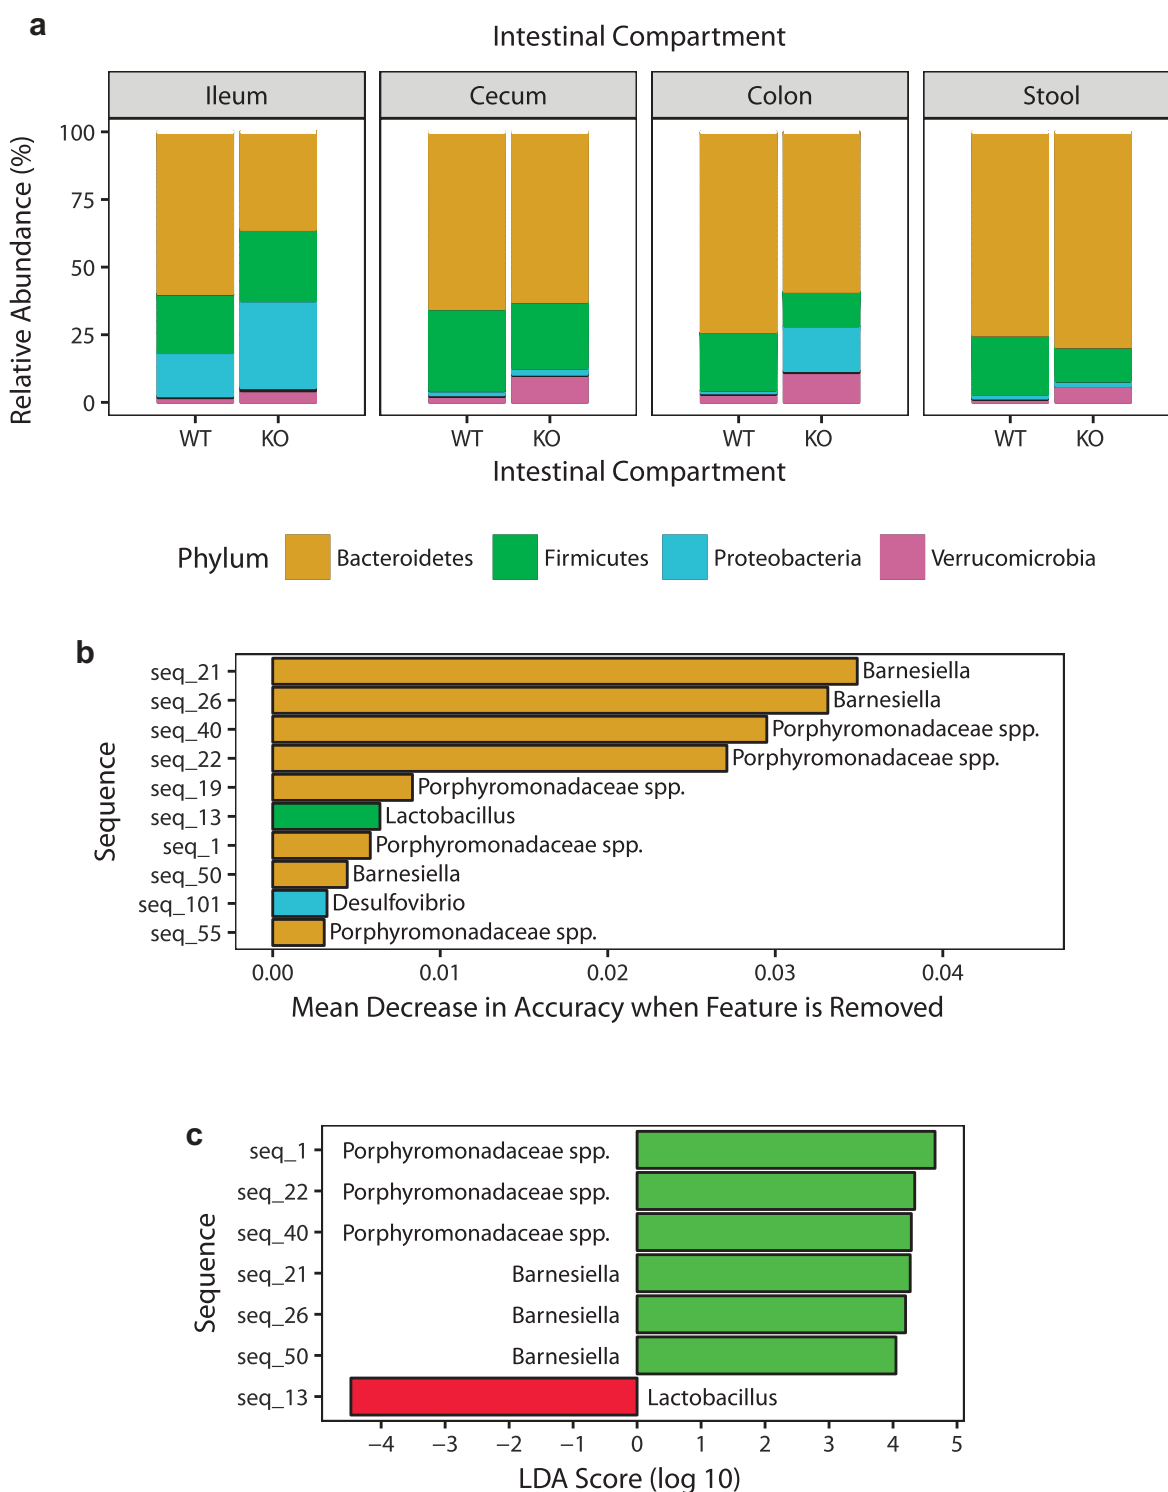 a
Intestinal Compartment
Ileum Cecum Colon Stool
Relative Abundance (%)
100
75
50
25
0
WT KO WT KO WT KO WT KO
Intestinal Compartment
Phylum Bacteroidetes Firmicutes Proteobacteria Verrucomicrobia
b
Sequence
seq_21 Barnesiella
seq_26 Barnesiella
seq_40 Porphyromonadaceae spp.
seq_22 Porphyromonadaceae spp.
seq_19 Porphyromonadaceae spp.
seq_13 Lactobacillus
seq_1 Porphyromonadaceae spp.
seq_50 Barnesiella
seq_101 Desulfovibrio
seq_55 Porphyromonadaceae spp.
0.00 0.01 0.02 0.03 0.04
Mean Decrease in Accuracy when Feature is Removed
c
Sequence
seq_1 Porphyromonadaceae spp.
seq_22 Porphyromonadaceae spp.
seq_40 Porphyromonadaceae spp.
seq_21 Barnesiella
seq_26 Barnesiella
seq_50 Barnesiella
seq_13 Lactobacillus
−4 −3 −2 −1 0 1 2 3 4 5
LDA Score (log 10)